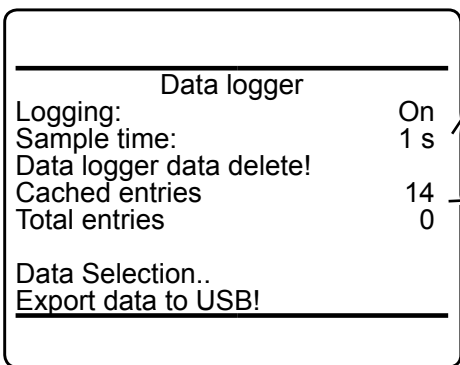 Data logger
Logging: On
Sample time: 1 s
Data logger data delete!
Cached entries 14
Total entries 0
Data Selection..
Export data to USB!